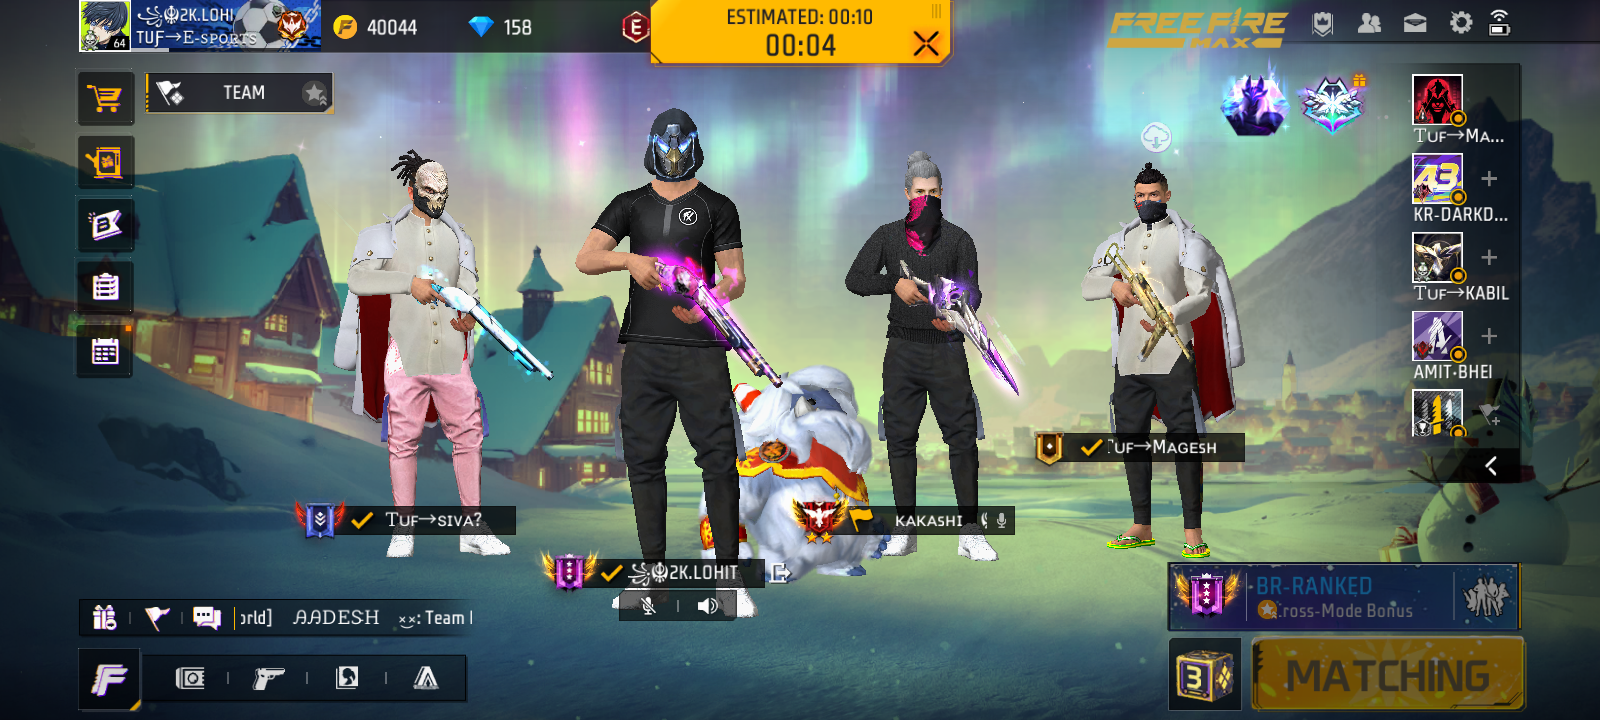 2K.LOHI
64
TUF→E-SPORTS
40044
158
E
ESTIMATED: 00:10
00:04
FREE FIRE
MAX
TEAM
TUF→MA...
KR-DARKD...
TUF→KABIL
AMIT-BHEI
TUF→MAGESH
TUF→SIVA?
KAKASHI
2K.LOHIT
BR-RANKED
ross-Mode Bonus
orld] AADESH ××: Team
3
MATCHING